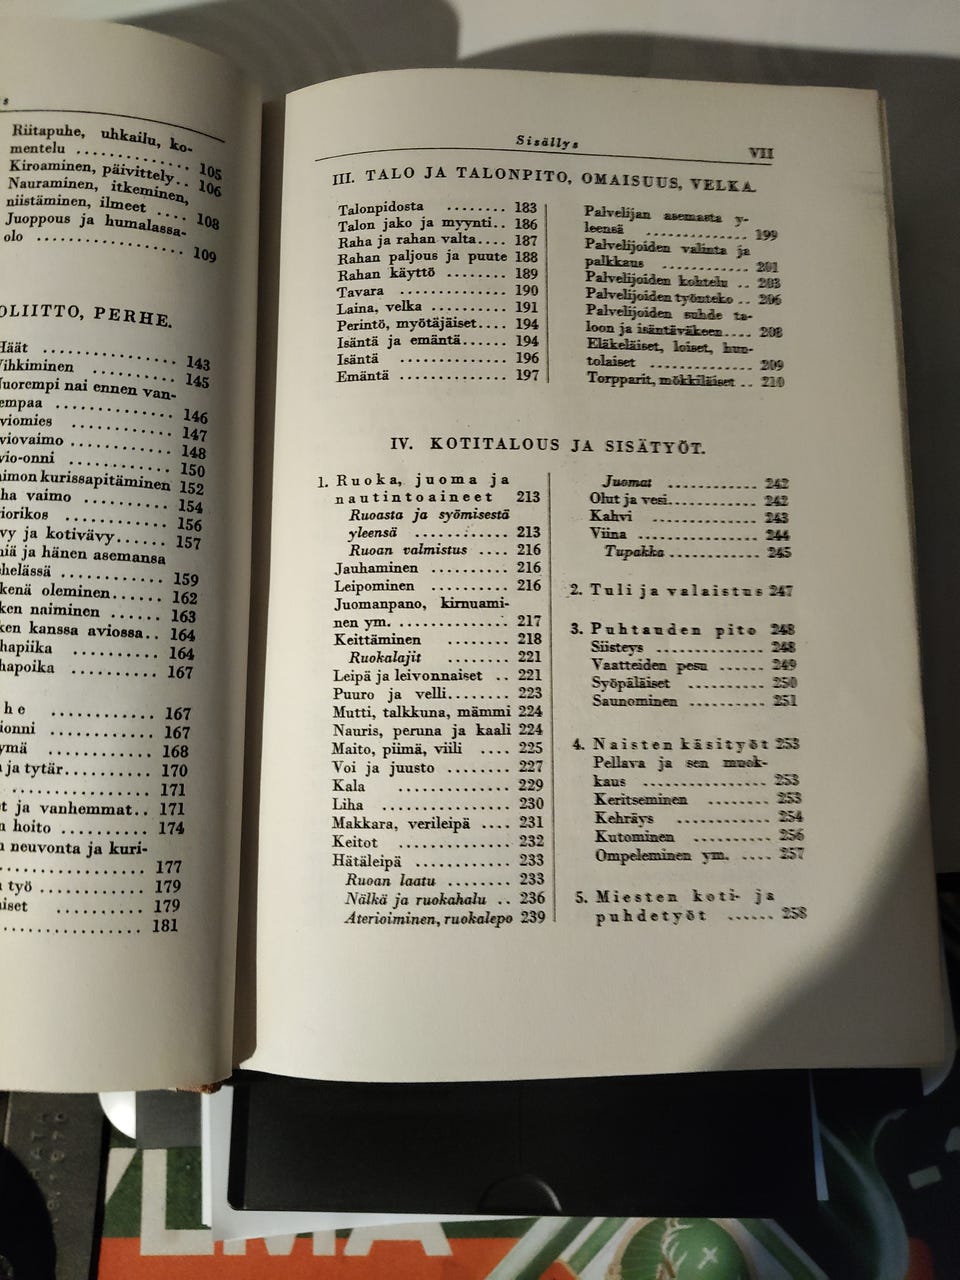 s
Riitapuhe, uhkailu, ko-
mentelu ................ 105
Kiroaminen, päivittely.. 106
Nauraminen, itkeminen,
niistäminen, ilmeet .... 108
Juoppous ja humalassa-
olo .................... 109
OLIITTO, PERHE.
Häät ................ 143
ihkiminen .......... 145
uorempi nai ennen van-
empaa .............. 146
viomies ............ 147
viovaimo ........... 148
vio-onni ........... 150
aimon kurissapitäminen 152
ha vaimo ......... 154
iorikos .......... 156
vy ja kotivävy...... 157
iä ja hänen asemansa
helässä ............ 159
kenä oleminen...... 162
ken naiminen ...... 163
ken kanssa aviossa.. 164
hapiika .......... 164
hapoika .......... 167
he ............ 167
ionni ............ 167
ymä ............ 168
ja tytär.......... 170
................ 171
t ja vanhemmat.. 171
n hoito .......... 174
n neuvonta ja kuri-
................ 177
työ ............ 179
iset .......... 179
................ 181
Sisällys VII
III. TALO JA TALONPITO, OMAISUUS, VELKA.
Talonpidosta ........ 183
Talon jako ja myynti.. 186
Raha ja rahan valta.... 187
Rahan paljous ja puute 188
Rahan käyttö ........ 189
Tavara .............. 190
Laina, velka ......... 191
Perintö, myötäjäiset.... 194
Isäntä ja emäntä...... 194
Isäntä .............. 196
Emäntä .............. 197
Palvelijan asemasta y-
leensä .............. 199
Palvelijoiden valinta ja
palkkaus ............ 201
Palvelijoiden kohtelu .. 203
Palvelijoiden työnteko .. 206
Palvelijoiden suhde ta-
loon ja isäntäväkeen.... 208
Eläkeläiset, loiset, huo-
tolaiset .............. 209
Torpparit, mökkiläiset .. 210
IV. KOTITALOUS JA SISÄTYÖT.
1. Ruoka, juoma ja
nautintoaineet 213
Ruoasta ja syömisestä
yleensä ............ 213
Ruoan valmistus .... 216
Jauhaminen .......... 216
Leipominen .......... 216
Juomanpano, kirnuami-
nen ym. .............. 217
Keittäminen ........ 218
Ruokalajit ........ 221
Leipä ja leivonnaiset .. 221
Puuro ja velli........ 223
Mutti, talkkuna, mämmi 224
Nauris, peruna ja kaali 224
Maito, piimä, viili .... 225
Voi ja juusto ........ 227
Kala ............ 229
Liha .............. 230
Makkara, verileipä .... 231
Keitot ............ 232
Hätäleipä ............ 233
Ruoan laatu ........ 233
Nälkä ja ruokahalu .. 236
Aterioiminen, ruokalepo 239
Juomat ............ 242
Olut ja vesi............ 242
Kahvi ............ 243
Viina .............. 244
Tupakka ............ 245
2. Tuli ja valaistus 247
3. Puhtauden pito 248
Siisteys .............. 248
Vaatteiden pesu ...... 249
Syöpäläiset .......... 250
Saunominen .......... 251
4. Naisten käsityöt 253
Pellava ja sen muok-
kaus .............. 253
Keritseminen ........ 253
Kehräys ............ 254
Kutominen .......... 256
Ompeleminen ym. .... 257
5. Miesten koti- ja
puhdetyöt ...... 258
LMA